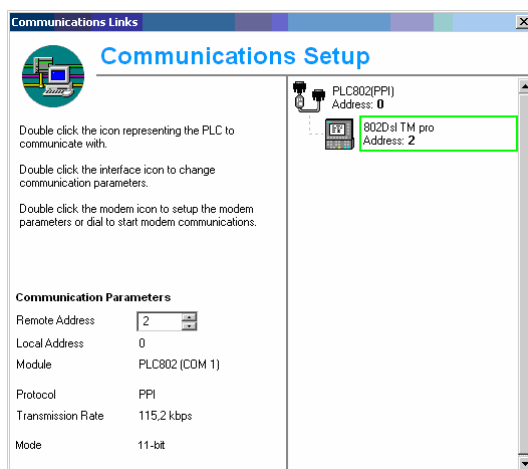 Communications Links
Communications Setup
Double click the icon representing the PLC to
communicate with.
Double click the interface icon to change
communication parameters.
Double click the modem icon to setup the modem
parameters or dial to start modem communications.
Communication Parameters
Remote Address 2
Local Address 0
Module PLC802 (COM 1)
Protocol PPI
Transmission Rate 115,2 kbps
Mode 11-bit
PLC802(PPI)
Address: 0
802Dsl TM pro
Address: 2